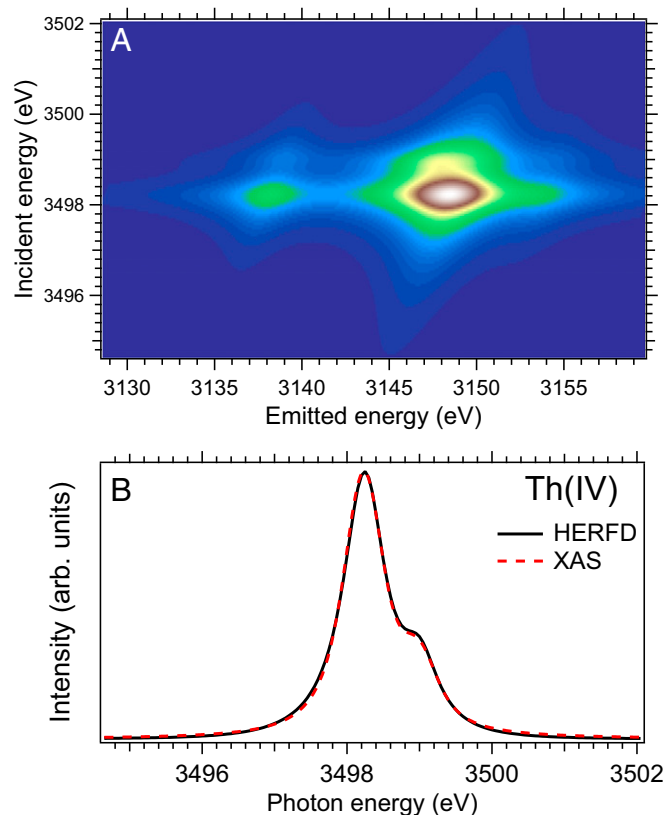 A
Incident energy (eV)
3502
3500
3498
3496
3130 3135 3140 3145 3150 3155
Emitted energy (eV)
B
Th(IV)
HERFD
XAS
Intensity (arb. units)
3496 3498 3500 3502
Photon energy (eV)